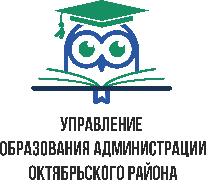 УПРАВЛЕНИЕ
ОБРАЗОВАНИЯ АДМИНИСТРАЦИИ
ОКТЯБРЬСКОГО РАЙОНА